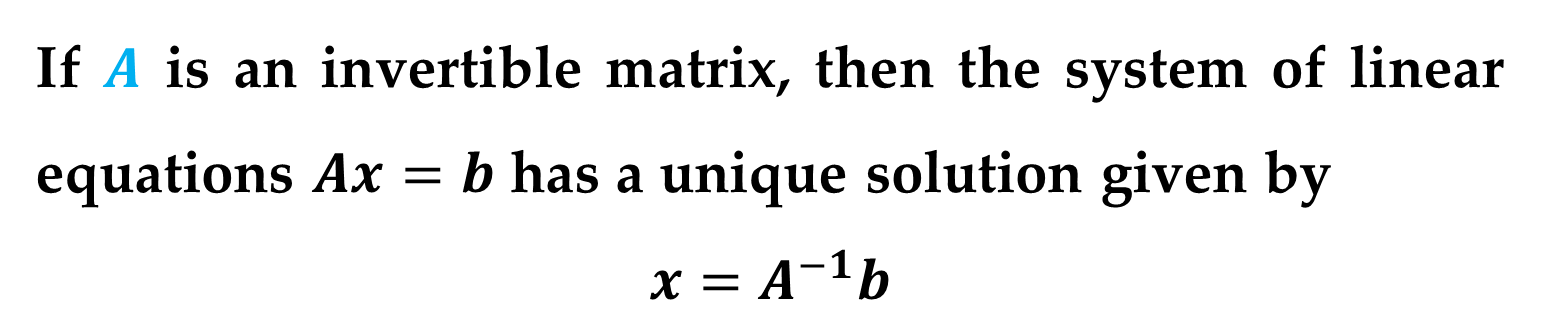 If A is an invertible matrix, then the system of linear
equations Ax = b has a unique solution given by
x = A⁻¹b